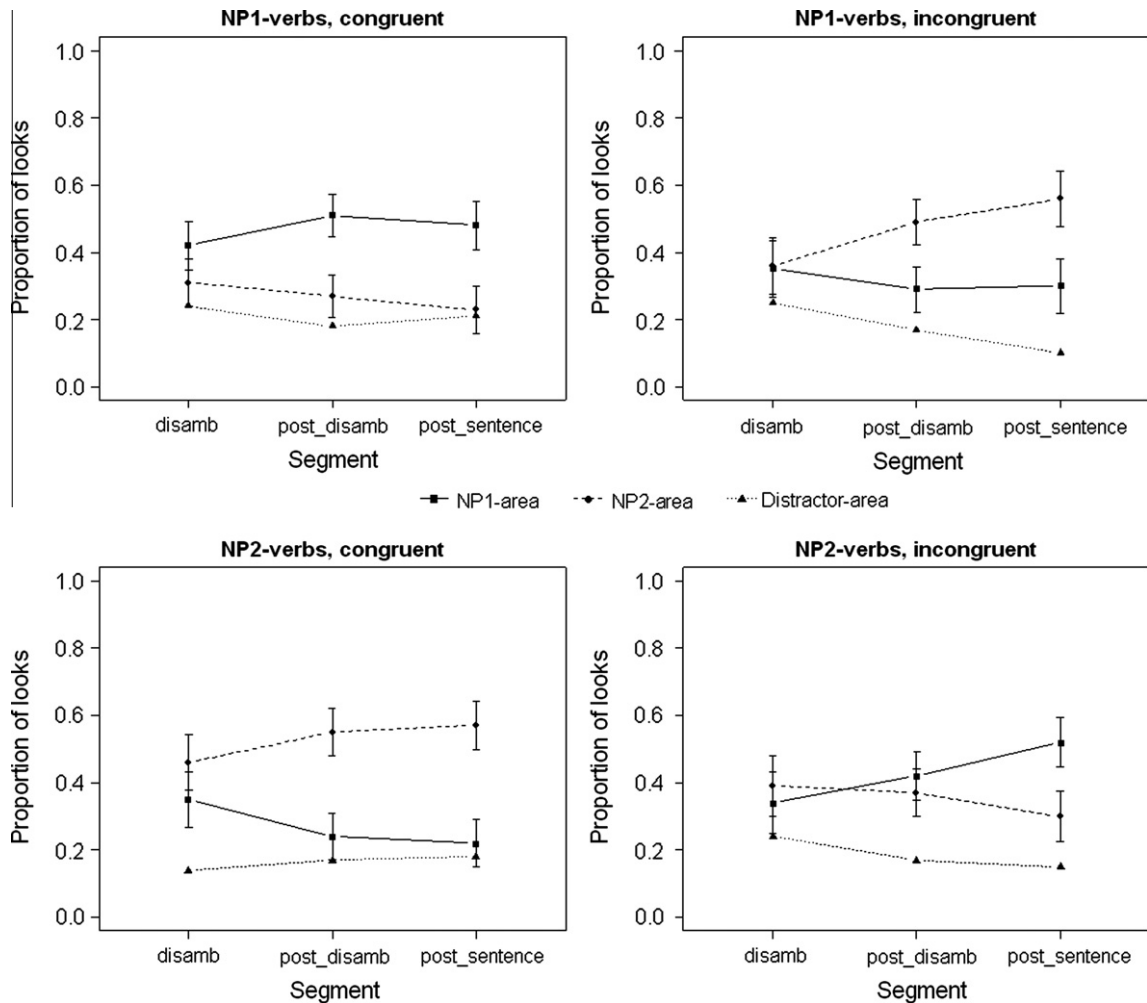 NP1-verbs, congruent
Proportion of looks
1.0
0.8
0.6
0.4
0.2
0.0
disamb post_disamb post_sentence
Segment
NP1-verbs, incongruent
Proportion of looks
1.0
0.8
0.6
0.4
0.2
0.0
disamb post_disamb post_sentence
Segment
NP1-area NP2-area Distractor-area
NP2-verbs, congruent
Proportion of looks
1.0
0.8
0.6
0.4
0.2
0.0
disamb post_disamb post_sentence
Segment
NP2-verbs, incongruent
Proportion of looks
1.0
0.8
0.6
0.4
0.2
0.0
disamb post_disamb post_sentence
Segment